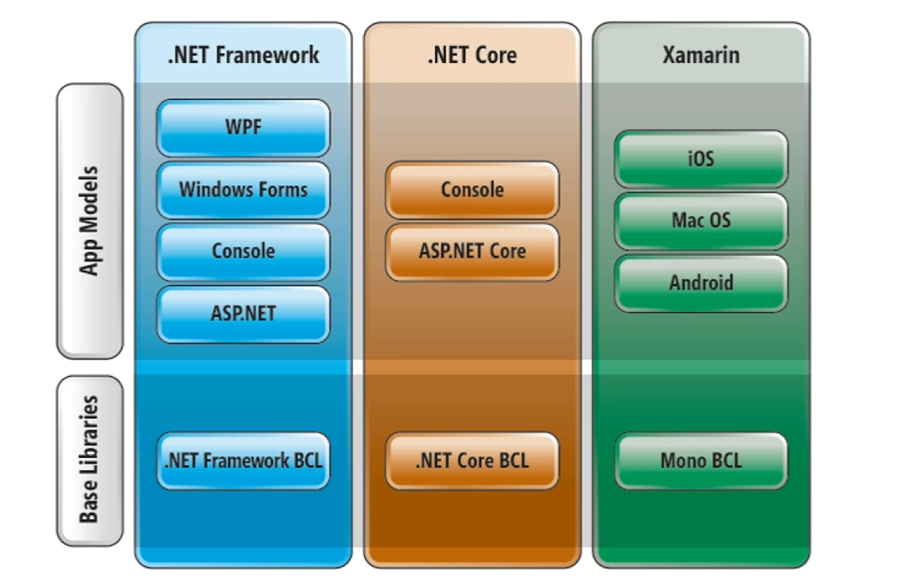 .NET Framework
.NET Core
Xamarin
App Models
WPF
Windows Forms
Console
ASP.NET
Console
ASP.NET Core
iOS
Mac OS
Android
Base Libraries
.NET Framework BCL
.NET Core BCL
Mono BCL